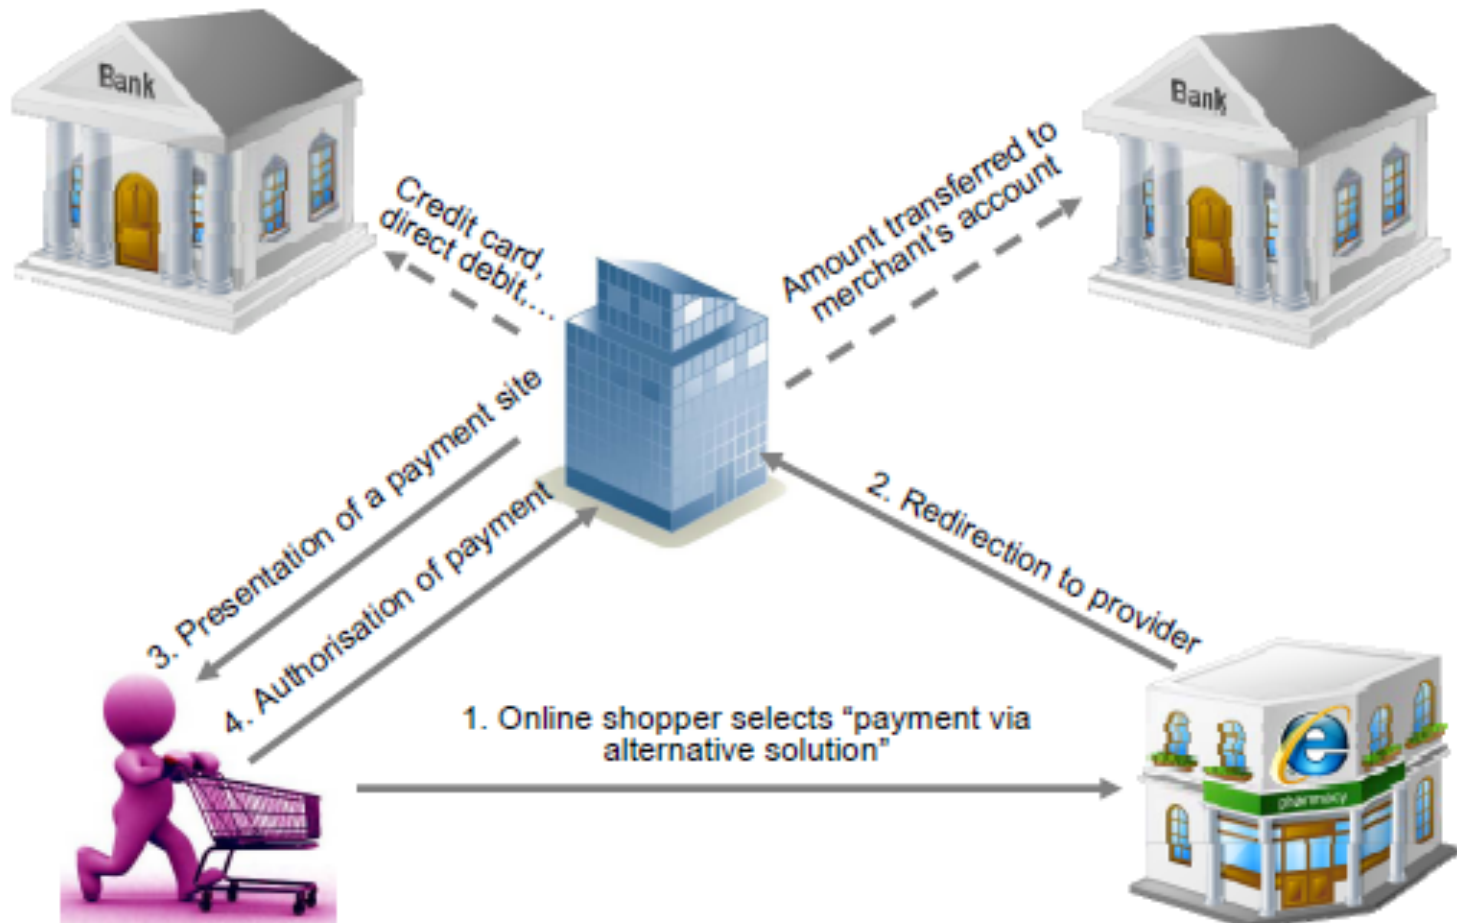 Bank
Bank
Credit card,
direct debit,...
Amount transferred to
merchant's account
3. Presentation of a payment site
4. Authorisation of payment
2. Redirection to provider
1. Online shopper selects “payment via
alternative solution”
e
pharmacy